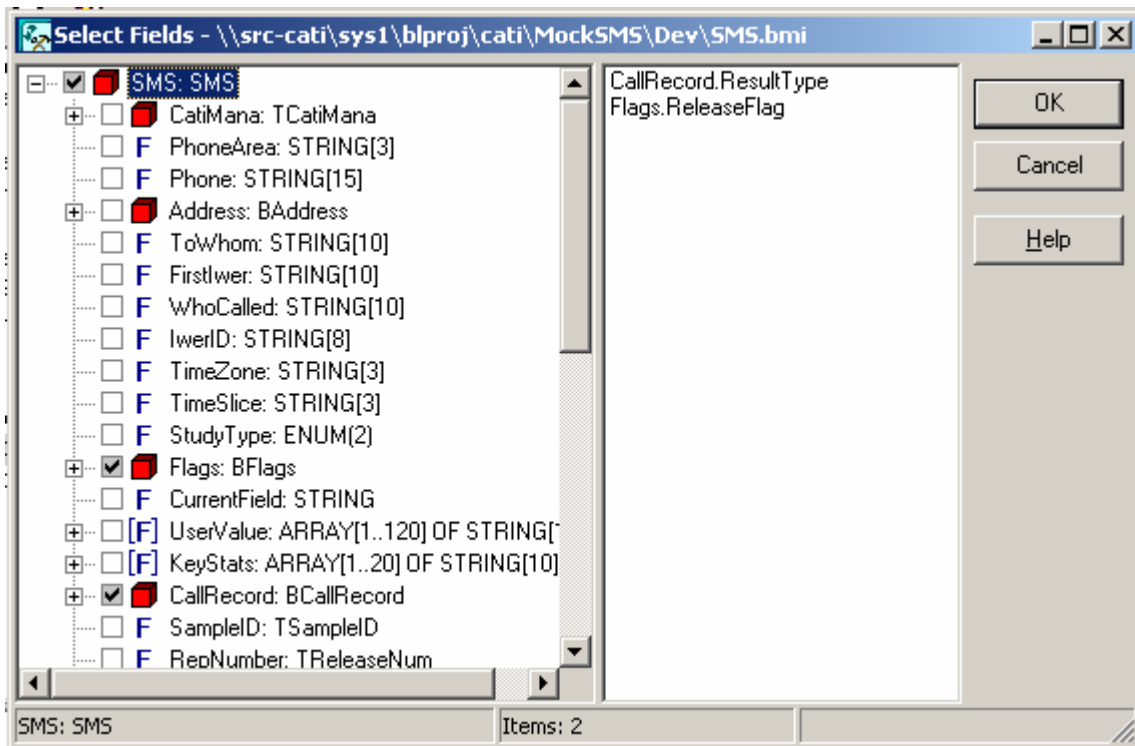 Select Fields - \\src-cati\sys1\blproj\cati\MockSMS\Dev\SMS.bmi
SMS: SMS
CatiMana: TCatiMana
F PhoneArea: STRING[3]
F Phone: STRING[15]
Address: BAddress
F ToWhom: STRING[10]
F FirstIwer: STRING[10]
F WhoCalled: STRING[10]
F IwerID: STRING[8]
F TimeZone: STRING[3]
F TimeSlice: STRING[3]
F StudyType: ENUM(2)
Flags: BFlags
F CurrentField: STRING
[F] UserValue: ARRAY[1..120] OF STRING[
[F] KeyStats: ARRAY[1..20] OF STRING[10]
CallRecord: BCallRecord
F SampleID: TSampleID
F RepNumber: TReleaseNum
CallRecord.ResultType
Flags.ReleaseFlag
OK
Cancel
Help
SMS: SMS
Items: 2